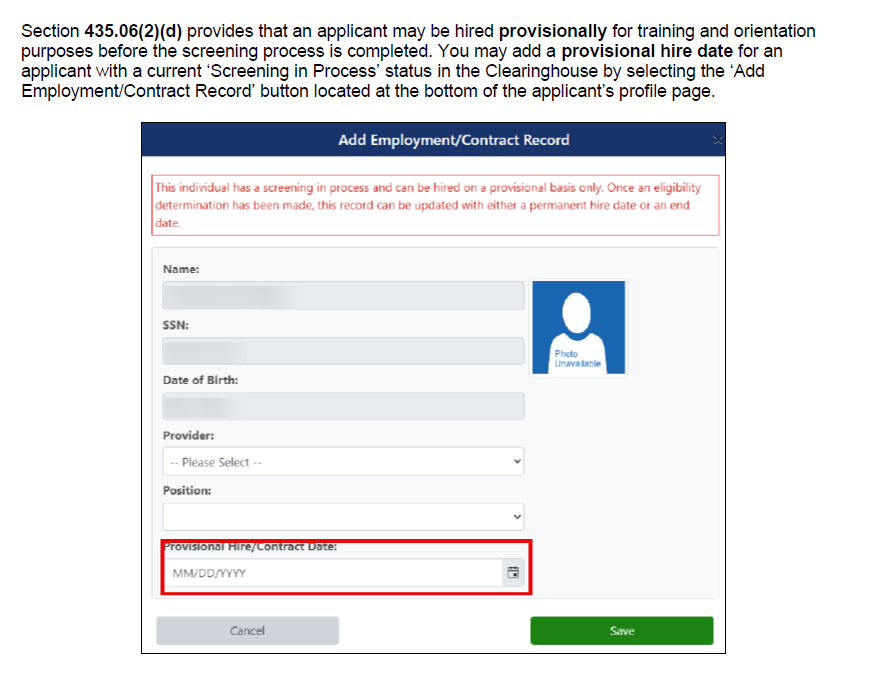 Section 435.06(2)(d) provides that an applicant may be hired provisionally for training and orientation
purposes before the screening process is completed. You may add a provisional hire date for an
applicant with a current ‘Screening in Process’ status in the Clearinghouse by selecting the ‘Add
Employment/Contract Record’ button located at the bottom of the applicant’s profile page.
Add Employment/Contract Record
This individual has a screening in process and can be hired on a provisional basis only. Once an eligibility
determination has been made, this record can be updated with either a permanent hire date or an end
date.
Name:
SSN:
Photo
Unavailable
Date of Birth:
Provider:
-- Please Select --
Position:
Provisional Hire/Contract Date:
MM/DD/YYYY
Cancel
Save